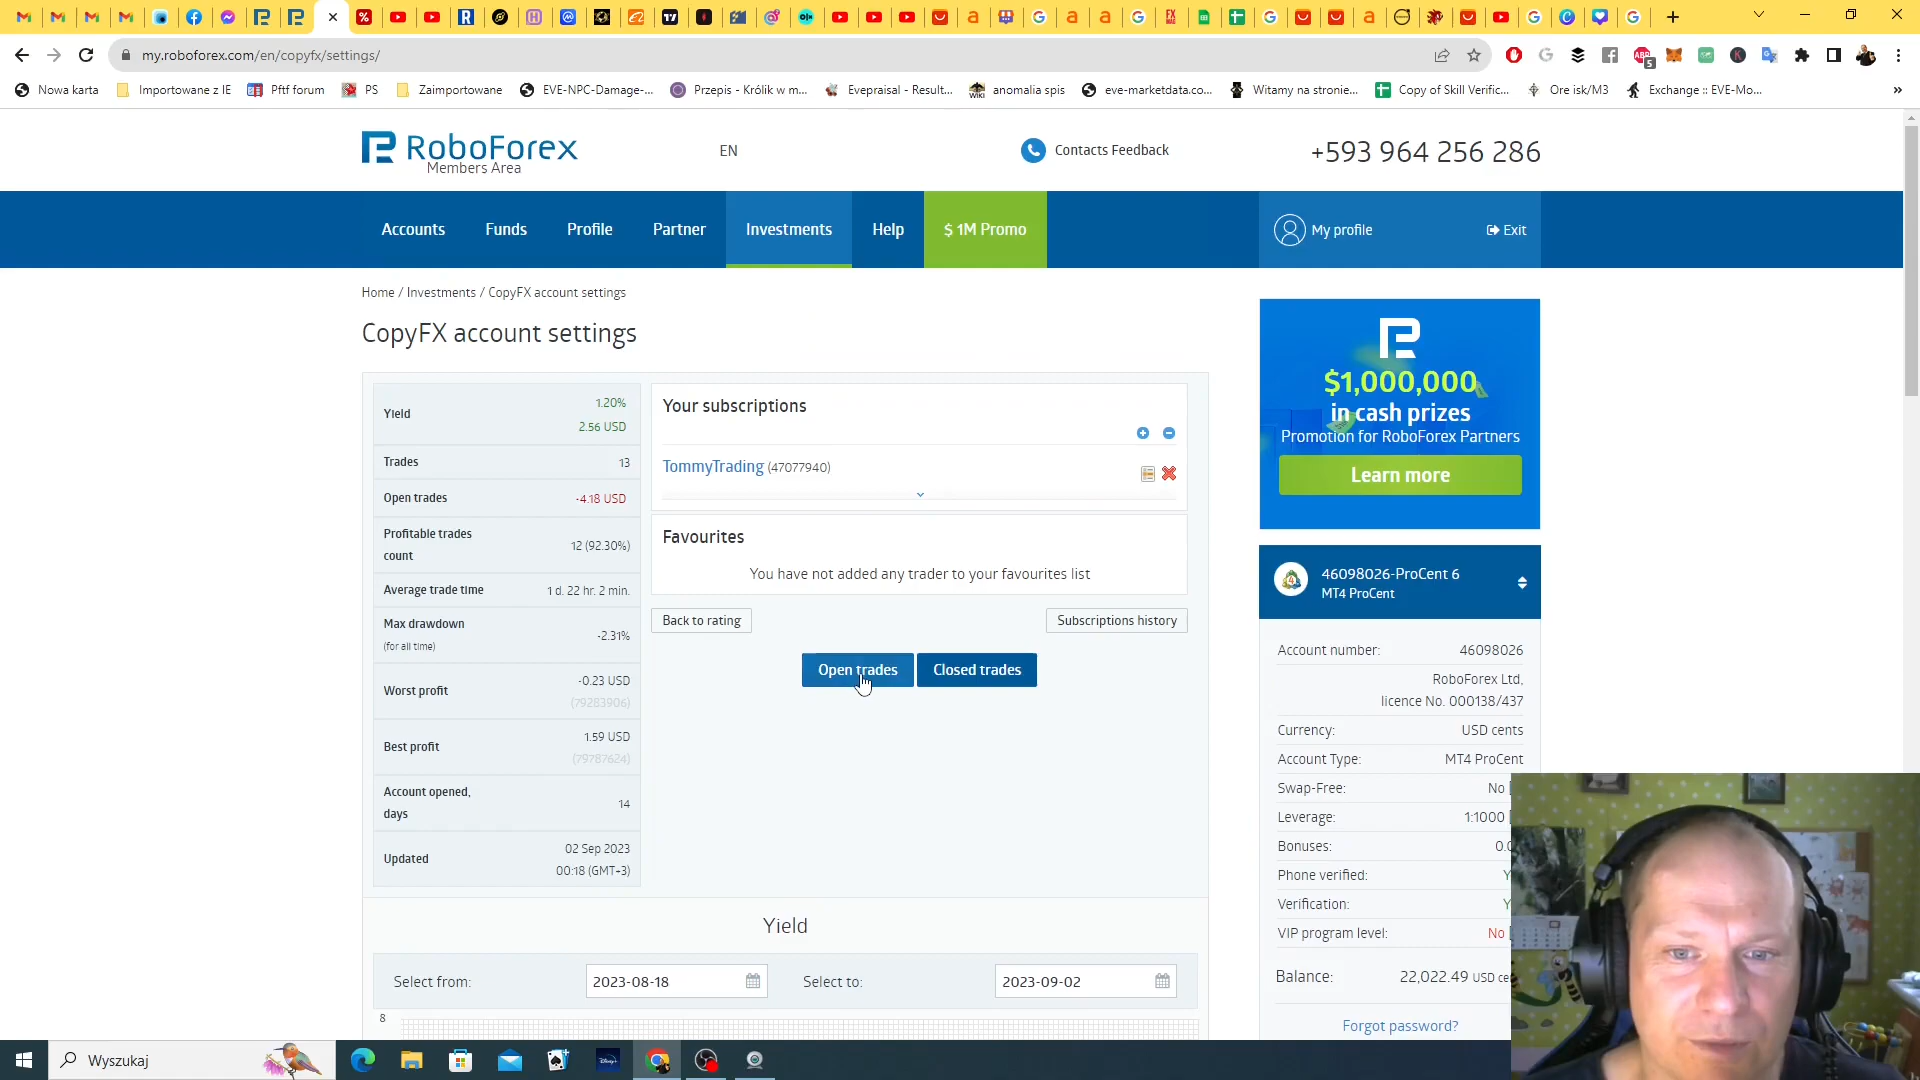 my.roboforex.com/en/copyfx/settings/
Nowa karta
Importowane z IE
Pftf forum
PS
Zaimportowane
EVE-NPC-Damage-...
Przepis - Królik w m...
Evepraisal - Result...
anomalia spis
eve-marketdata.co...
Witamy na stronie...
Copy of Skill Verific...
Ore isk/M3
Exchange :: EVE-Mo...
»
RoboForex
Members Area
EN
Contacts Feedback
+593 964 256 286
Accounts
Funds
Profile
Partner
Investments
Help
$ 1M Promo
My profile
Exit
Home / Investments / CopyFX account settings
CopyFX account settings
Yield
1.20%
2.56 USD
Trades
13
Open trades
-4.18 USD
Profitable trades
count
12 (92.30%)
Average trade time
1 d. 22 hr. 2 min.
Max drawdown
(for all time)
-2.31%
Worst profit
-0.23 USD
(79283906)
Best profit
1.59 USD
(79787624)
Account opened,
days
14
Updated
02 Sep 2023
00:18 (GMT+3)
Your subscriptions
TommyTrading (47077940)
Favourites
You have not added any trader to your favourites list
Back to rating
Subscriptions history
Open trades
Closed trades
Yield
Select from:
2023-08-18
Select to:
2023-09-02
8
$1,000,000
in cash prizes
Promotion for RoboForex Partners
Learn more
46098026-ProCent 6
MT4 ProCent
Account number:
46098026
RoboForex Ltd,
licence No. 000138/437
Currency:
USD cents
Account Type:
MT4 ProCent
Swap-Free:
No [
Leverage:
1:1000 [
Bonuses:
0.0
Phone verified:
Y
Verification:
Y
VIP program level:
No [
Balance:
22,022.49 USD ce
Forgot password?
Wyszukaj